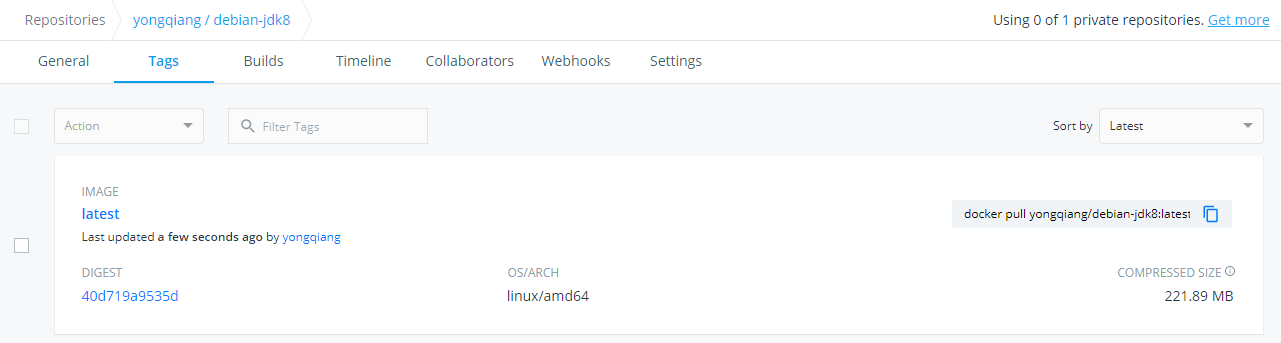 Repositories yongqiang / debian-jdk8 Using 0 of 1 private repositories. Get more
General Tags Builds Timeline Collaborators Webhooks Settings
Action Filter Tags Sort by Latest
IMAGE
latest
docker pull yongqiang/debian-jdk8:latest
Last updated a few seconds ago by yongqiang
DIGEST OS/ARCH COMPRESSED SIZE
40d719a9535d linux/amd64 221.89 MB